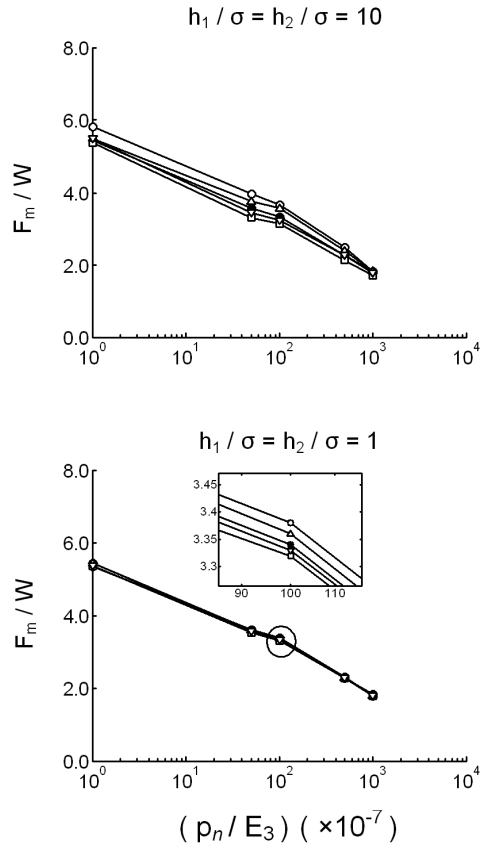 h₁ / σ = h₂ / σ = 10
8.0
6.0
4.0
2.0
0.0
Fₘ / W
10⁰ 10¹ 10² 10³ 10⁴
h₁ / σ = h₂ / σ = 1
8.0
6.0
4.0
2.0
0.0
Fₘ / W
3.45
3.4
3.35
3.3
90 100 110
10⁰ 10¹ 10² 10³ 10⁴
( pₙ / E₃ ) ( ×10⁻⁷ )